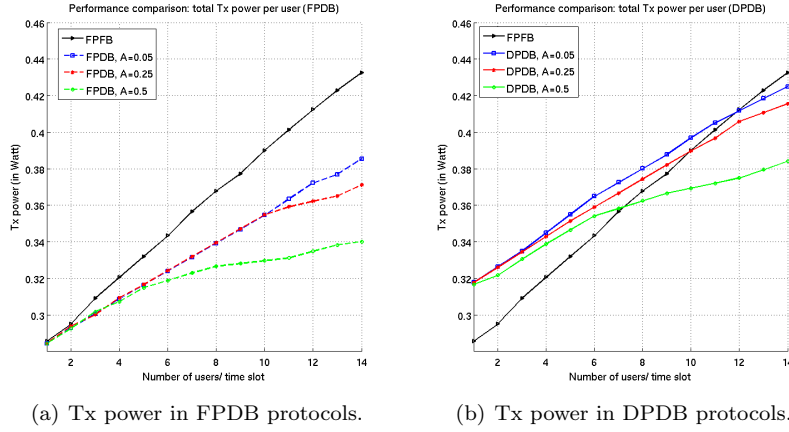 Performance comparison: total Tx power per user (FPDB)
0.46
0.44
0.42
0.4
0.38
0.36
0.34
0.32
0.3
Tx power (in Watt)
FPFB
FPDB, A=0.05
FPDB, A=0.25
FPDB, A=0.5
2 4 6 8 10 12 14
Number of users/ time slot
(a) Tx power in FPDB protocols.
Performance comparison: total Tx power per user (DPDB)
0.46
0.44
0.42
0.4
0.38
0.36
0.34
0.32
0.3
Tx power (in Watt)
FPFB
DPDB, A=0.05
DPDB, A=0.25
DPDB, A=0.5
2 4 6 8 10 12 14
Number of users/ time slot
(b) Tx power in DPDB protocols.